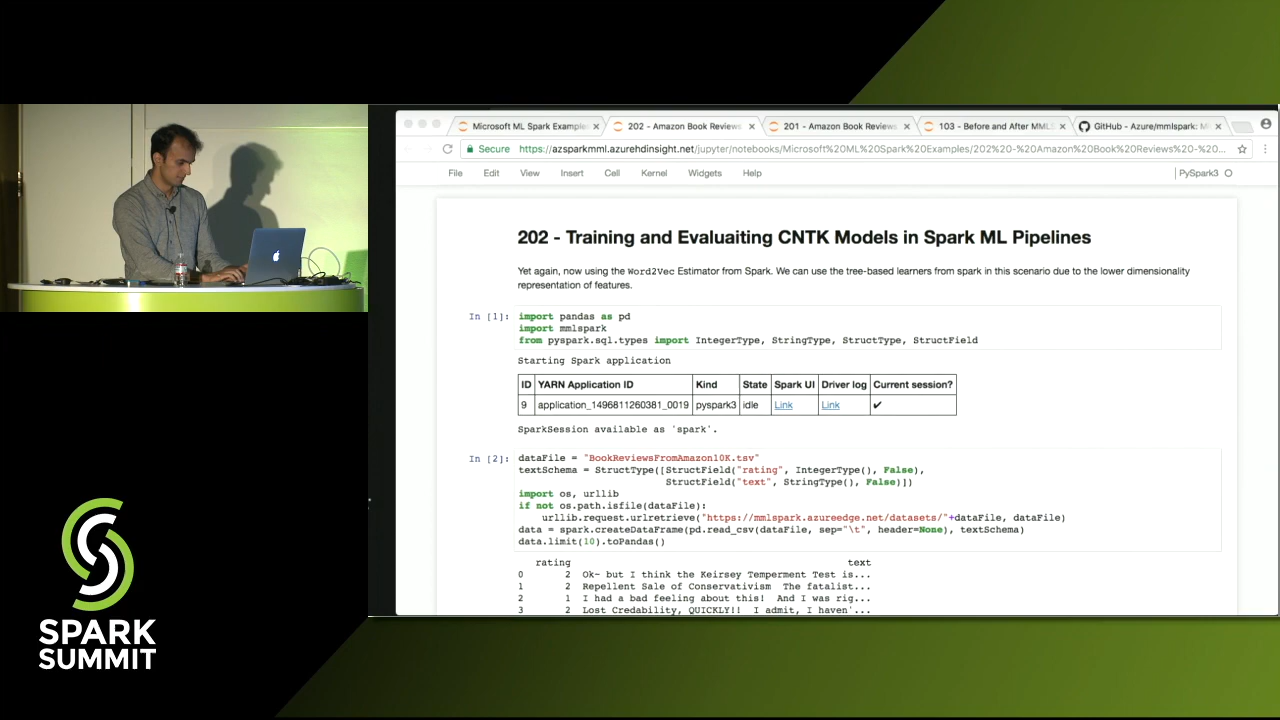 Microsoft ML Spark Examples
202 - Amazon Book Reviews
201 - Amazon Book Reviews
103 - Before and After MMLS
GitHub - Azure/mmlspark: M
Secure
https://azsparkmml.azurehdinsight.net/jupyter/notebooks/Microsoft%20ML%20Spark%20Examples/202%20-%20Amazon%20Book%20Reviews%20-%20...
File Edit View Insert Cell Kernel Widgets Help
PySpark3
202 - Training and Evaluaiting CNTK Models in Spark ML Pipelines
Yet again, now using the Word2Vec Estimator from Spark. We can use the tree-based learners from spark in this scenario due to the lower dimensionality
representation of features.
In [1]: import pandas as pd
import mmlspark
from pyspark.sql.types import IntegerType, StringType, StructType, StructField
Starting Spark application
ID YARN Application ID Kind State Spark UI Driver log Current session?
9 application_1496811260381_0019 pyspark3 idle Link Link ✔
SparkSession available as 'spark'.
In [2]: dataFile = "BookReviewsFromAmazon10K.tsv"
textSchema = StructType([StructField("rating", IntegerType(), False),
StructField("text", StringType(), False)])
import os, urllib
if not os.path.isfile(dataFile):
urllib.request.urlretrieve("https://mmlspark.azureedge.net/datasets/"+dataFile, dataFile)
data = spark.createDataFrame(pd.read_csv(dataFile, sep="\t", header=None), textSchema)
data.limit(10).toPandas()
rating text
0 2 Ok~ but I think the Keirsey Temperment Test is...
1 2 Repellent Sale of Conservativism The fatalist...
2 1 I had a bad feeling about this! And I was rig...
3 2 Lost Credability, QUICKLY!! I admit, I haven'...
SPARK
SUMMIT